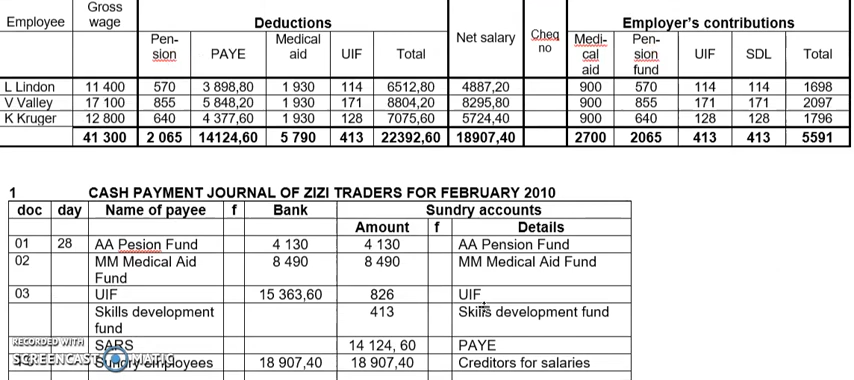 Employee Gross wage Deductions Net salary Cheq no Employer's contributions
Pen-sion PAYE Medical aid UIF Total Medi-cal aid Pen-sion fund UIF SDL Total
L Lindon 11 400 570 3 898,80 1 930 114 6512,80 4887,20 900 570 114 114 1698
V Valley 17 100 855 5 848,20 1 930 171 8804,20 8295,80 900 855 171 171 2097
K Kruger 12 800 640 4 377,60 1 930 128 7075,60 5724,40 900 640 128 128 1796
41 300 2 065 14124,60 5 790 413 22392,60 18907,40 2700 2065 413 413 5591
1 CASH PAYMENT JOURNAL OF ZIZI TRADERS FOR FEBRUARY 2010
doc day Name of payee f Bank Sundry accounts
Amount f Details
01 28 AA Pesion Fund 4 130 4 130 AA Pension Fund
02 MM Medical Aid Fund 8 490 8 490 MM Medical Aid Fund
03 UIF 15 363,60 826 UIF
Skills development fund 413 Skills development fund
SARS 14 124, 60 PAYE
Sundry employees 18 907,40 18 907,40 Creditors for salaries
RECORDED WITH
SCREENCAST MATIC